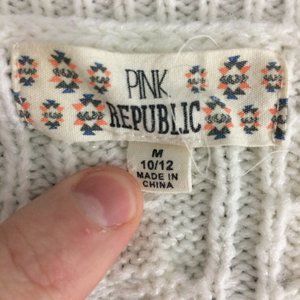 PINK
REPUBLIC
M
10/12
MADE IN
CHINA